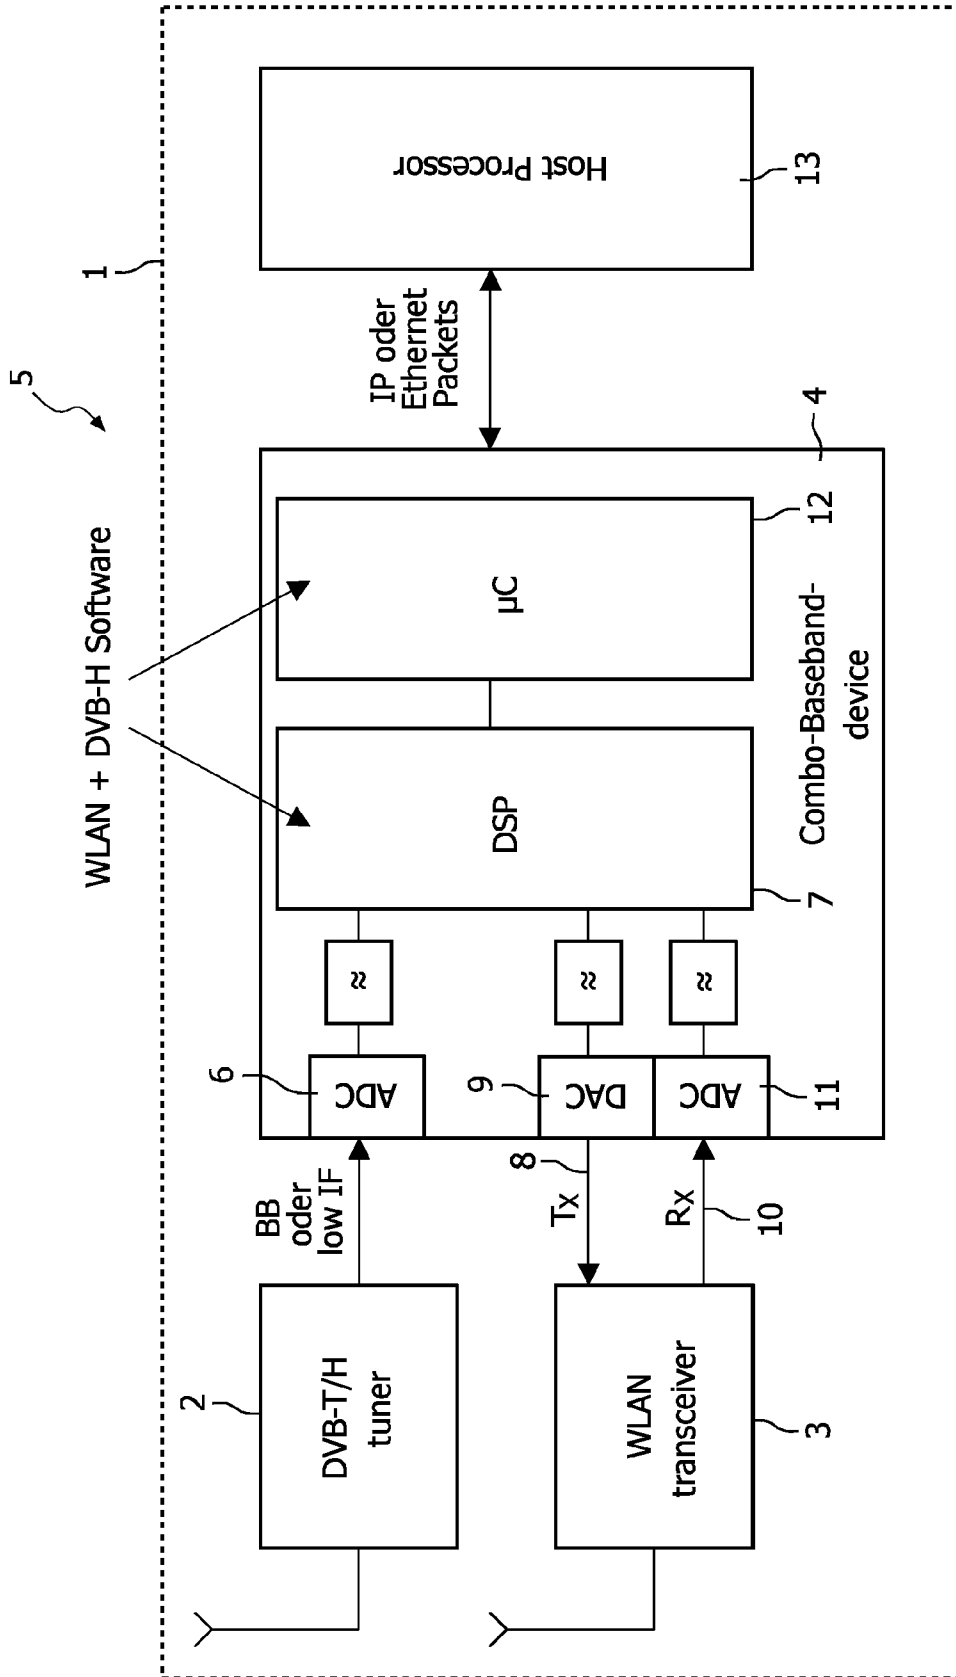 5
1
WLAN + DVB-H Software
2
DVB-T/H
tuner
BB
oder
low IF
6
ADC
≈
DSP
7
μC
12
IP oder
Ethernet
Packets
Host Processor
13
WLAN
transceiver
3
Tx
8
9
DAC
≈
Rx
10
ADC
11
≈
Combo-Baseband-
device
4